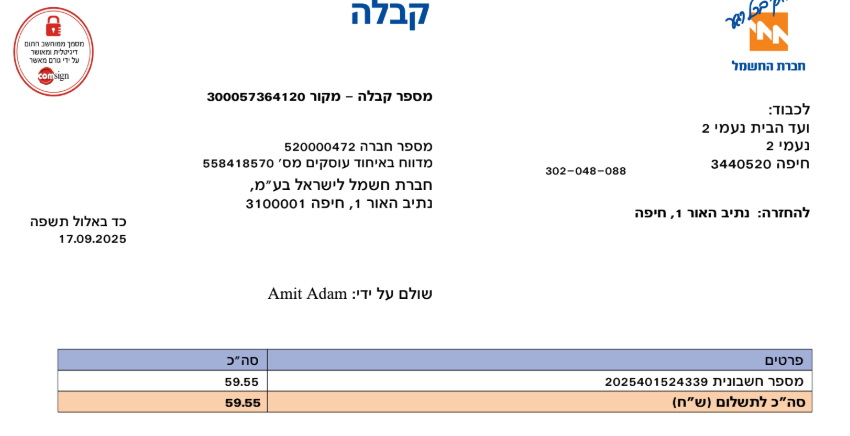 קבלה
מסמך ממוחשב חתום
דיגיטלית ומאושר
על ידי גורם מאשר
comsign
חברת החשמל
לכבוד:
ועד הבית נעמי 2
נעמי 2
חיפה 3440520
302-048-088
להחזרה: נתיב האור 1, חיפה
מספר קבלה – מקור 300057364120
מספר חברה 520000472
מדווח באיחוד עוסקים מס' 558418570
חברת חשמל לישראל בע"מ,
נתיב האור 1, חיפה 3100001
כד באלול תשפה
17.09.2025
שולם על ידי: Amit Adam
פרטים סה"כ
מספר חשבונית 2025401524339 59.55
סה"כ לתשלום (ש"ח) 59.55